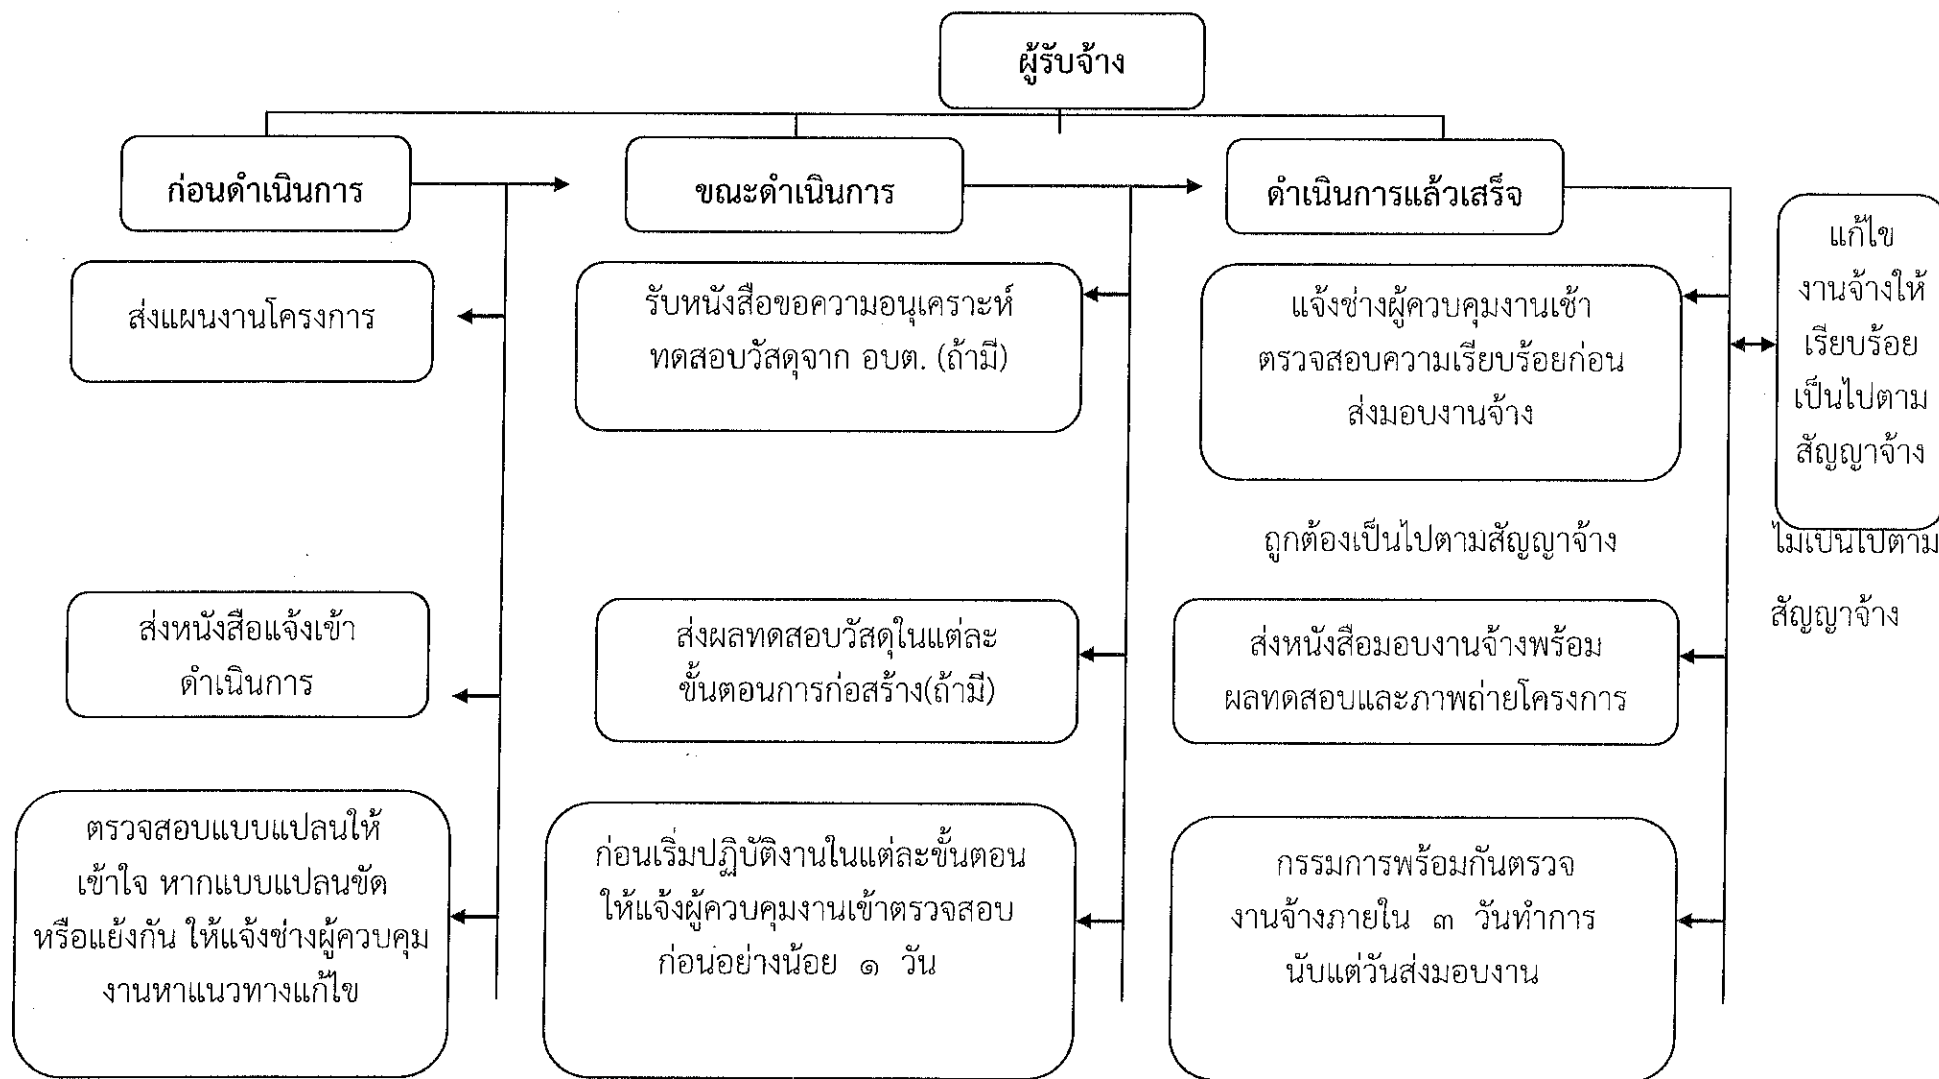 ผู้รับจ้าง
ก่อนดำเนินการ
ส่งแผนงานโครงการ
ส่งหนังสือแจ้งเข้า
ดำเนินการ
ตรวจสอบแบบแปลนให้
เข้าใจ หากแบบแปลนขัด
หรือแย้งกัน ให้แจ้งช่างผู้ควบคุม
งานหาแนวทางแก้ไข
ขณะดำเนินการ
รับหนังสือขอความอนุเคราะห์
ทดสอบวัสดุจาก อบต. (ถ้ามี)
ส่งผลทดสอบวัสดุในแต่ละ
ขั้นตอนการก่อสร้าง(ถ้ามี)
ก่อนเริ่มปฏิบัติงานในแต่ละขั้นตอน
ให้แจ้งผู้ควบคุมงานเข้าตรวจสอบ
ก่อนอย่างน้อย ๑ วัน
ดำเนินการแล้วเสร็จ
แจ้งช่างผู้ควบคุมงานเช้า
ตรวจสอบความเรียบร้อยก่อน
ส่งมอบงานจ้าง
ถูกต้องเป็นไปตามสัญญาจ้าง
ส่งหนังสือมอบงานจ้างพร้อม
ผลทดสอบและภาพถ่ายโครงการ
กรรมการพร้อมกันตรวจ
งานจ้างภายใน ๓ วันทำการ
นับแต่วันส่งมอบงาน
แก้ไข
งานจ้างให้
เรียบร้อย
เป็นไปตาม
สัญญาจ้าง
ไม่เป็นไปตาม
สัญญาจ้าง